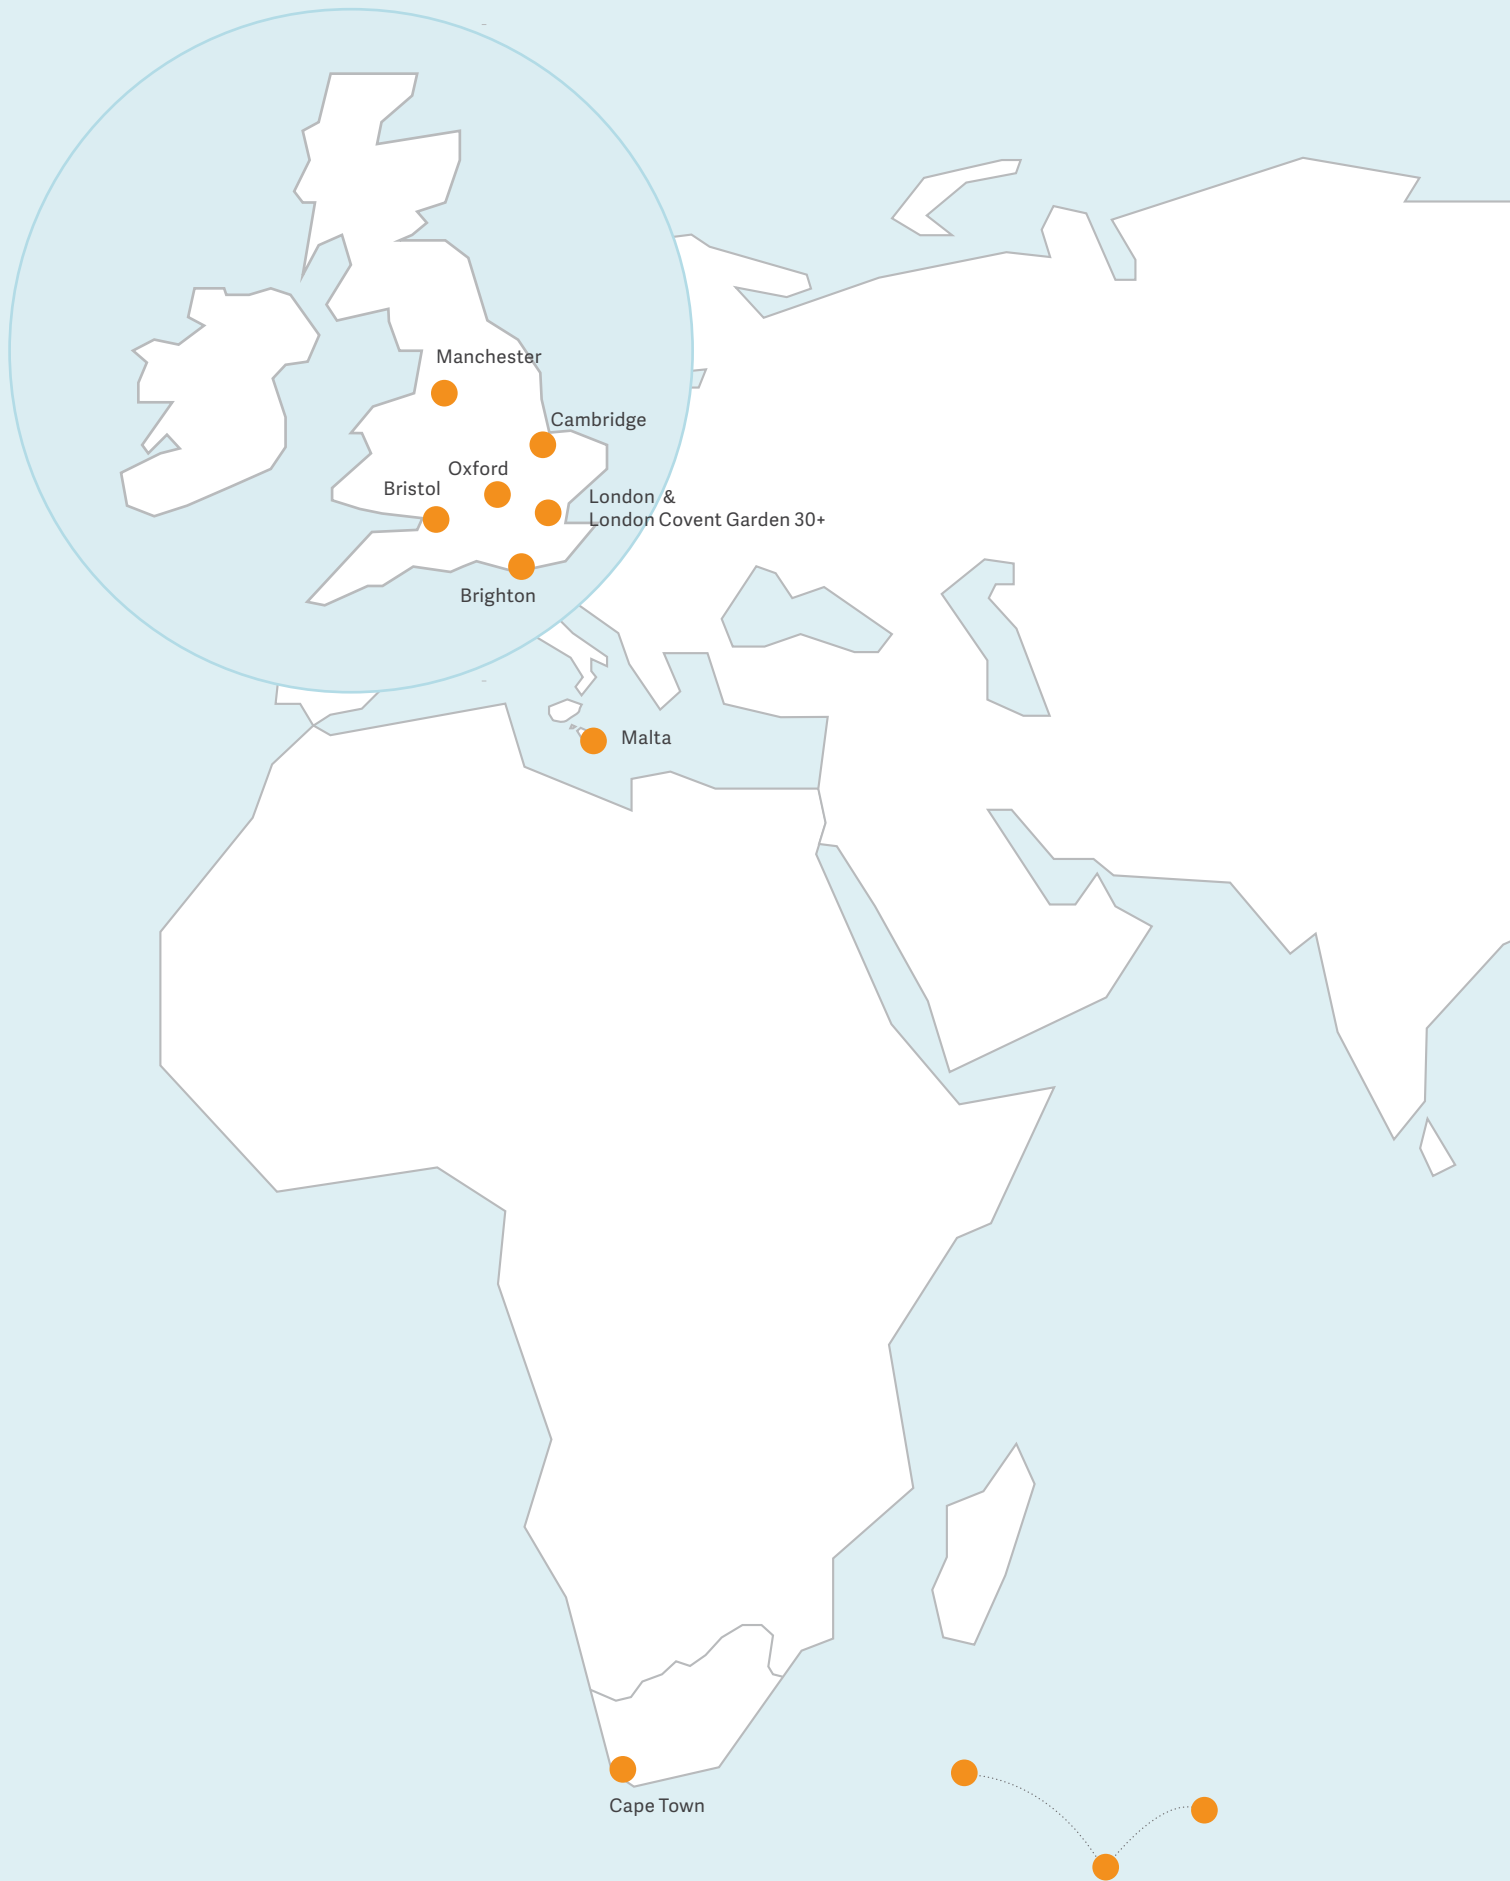 Manchester
Cambridge
Oxford
Bristol
London &
London Covent Garden 30+
Brighton
Malta
Cape Town